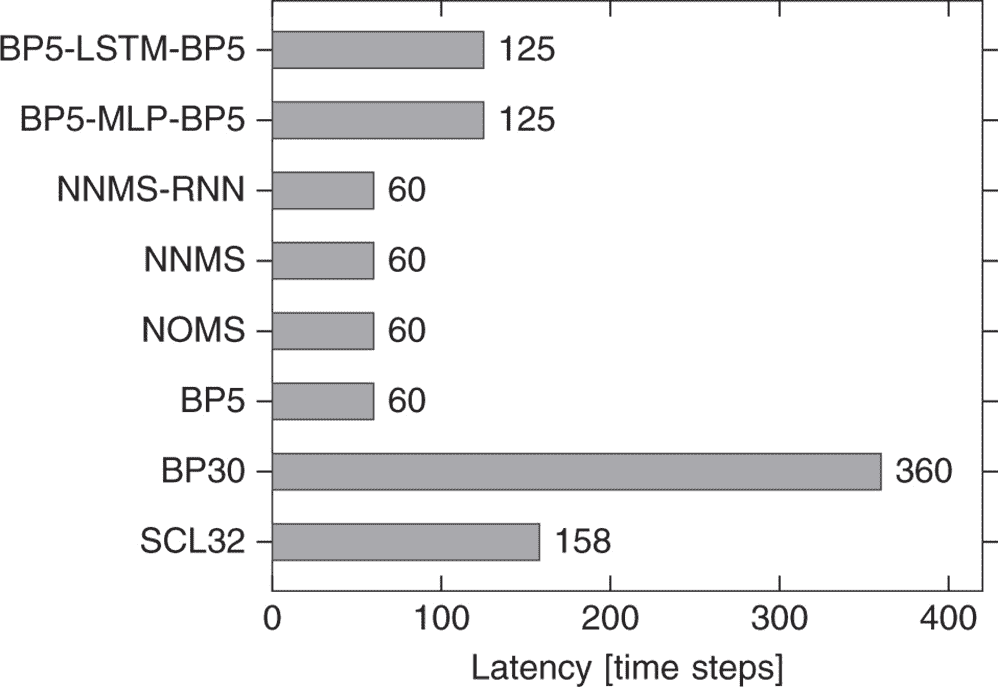 BP5-LSTM-BP5 125
BP5-MLP-BP5 125
NNMS-RNN 60
NNMS 60
NOMS 60
BP5 60
BP30 360
SCL32 158
0 100 200 300 400
Latency [time steps]